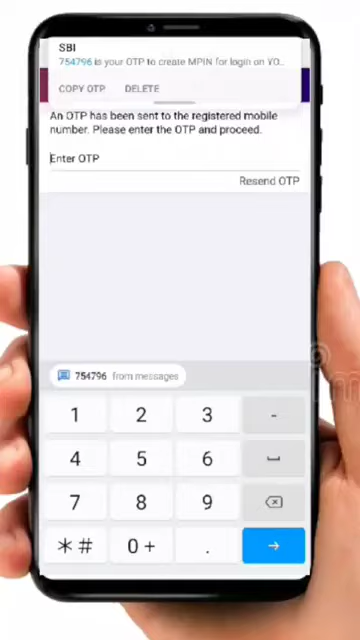 SBI
754796 is your OTP to create MPIN for login on YO..
COPY OTP DELETE
An OTP has been sent to the registered mobile
number. Please enter the OTP and proceed.
Enter OTP
Resend OTP
754796 from messages
1 2 3 -
4 5 6
7 8 9
*# 0 + .